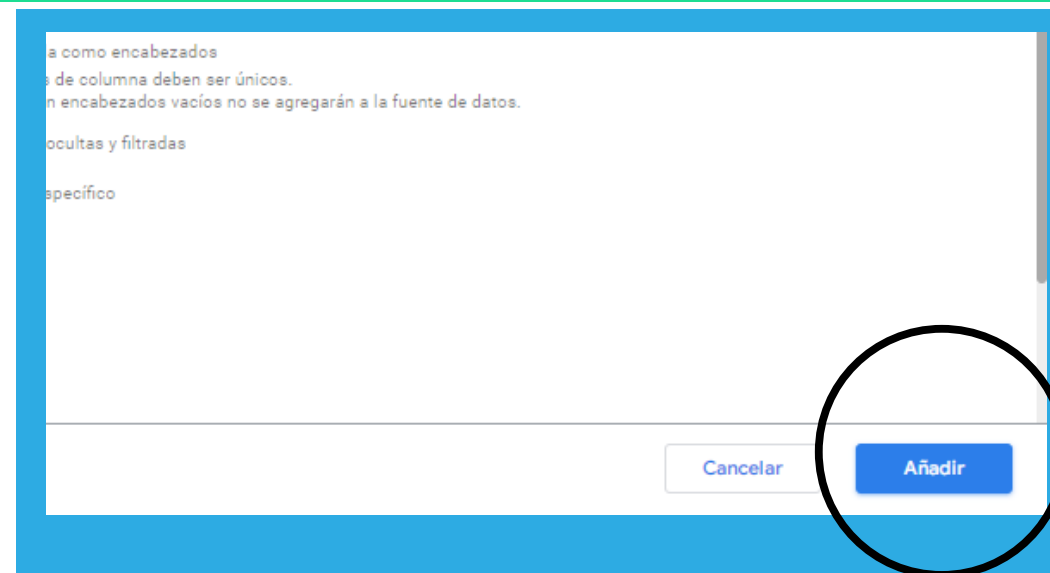 a como encabezados
de columna deben ser únicos.
n encabezados vacíos no se agregarán a la fuente de datos.
ocultas y filtradas
specífico
Cancelar
Añadir